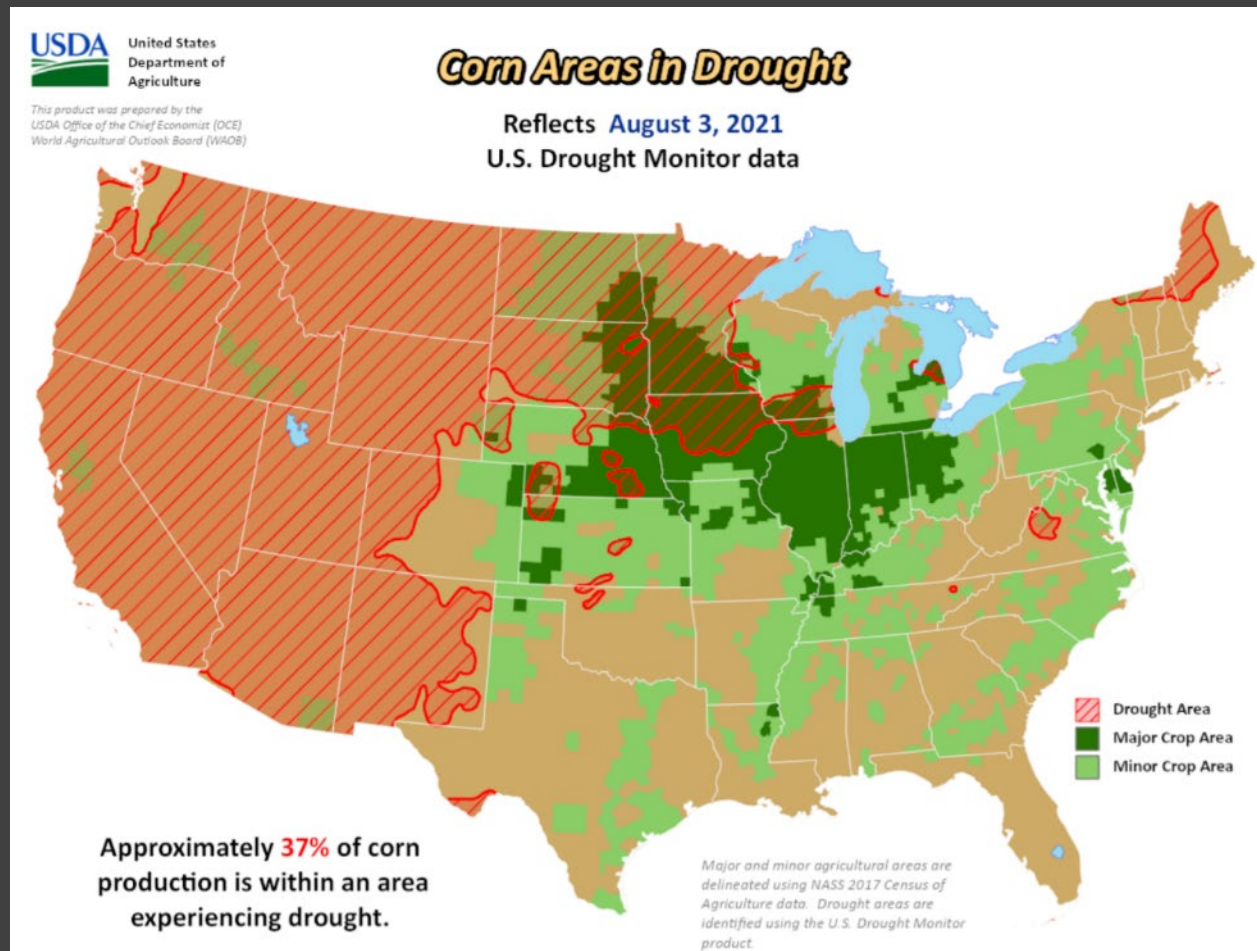 USDA
United States
Department of
Agriculture
This product was prepared by the
USDA Office of the Chief Economist (OCE)
World Agricultural Outlook Board (WAOB)
Corn Areas in Drought
Reflects August 3, 2021
U.S. Drought Monitor data
Drought Area
Major Crop Area
Minor Crop Area
Approximately 37% of corn
production is within an area
experiencing drought.
Major and minor agricultural areas are
delineated using NASS 2017 Census of
Agriculture data. Drought areas are
identified using the U.S. Drought Monitor
product.